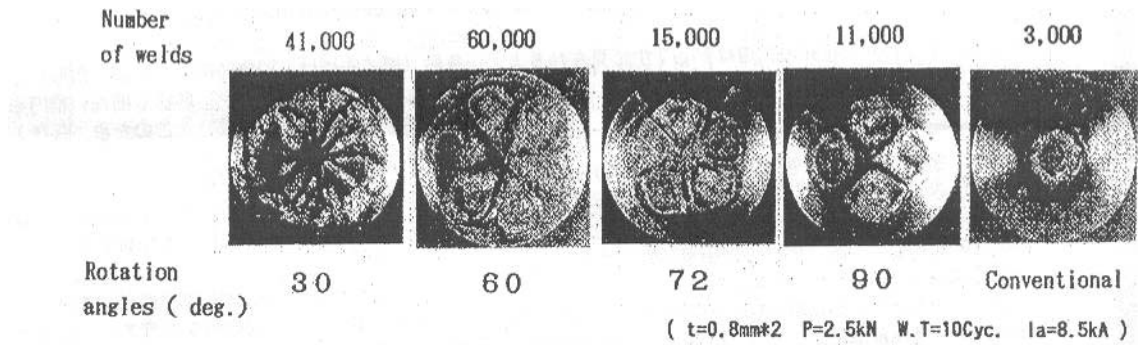 Number
of welds
41,000 60,000 15,000 11,000 3,000
Rotation
angles ( deg.)
30 60 72 90 Conventional
( t=0.8mm*2 P=2.5kN W.T=10Cyc. Ia=8.5kA )